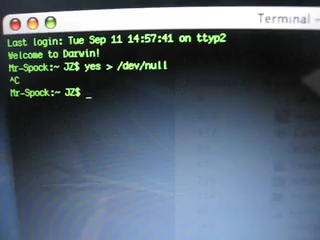 Terminal —
Last login: Tue Sep 11 14:57:41 on ttyp2
Welcome to Darwin!
Mr-Spock:~ JZ$ yes > /dev/null
^C
Mr-Spock:~ JZ$ _